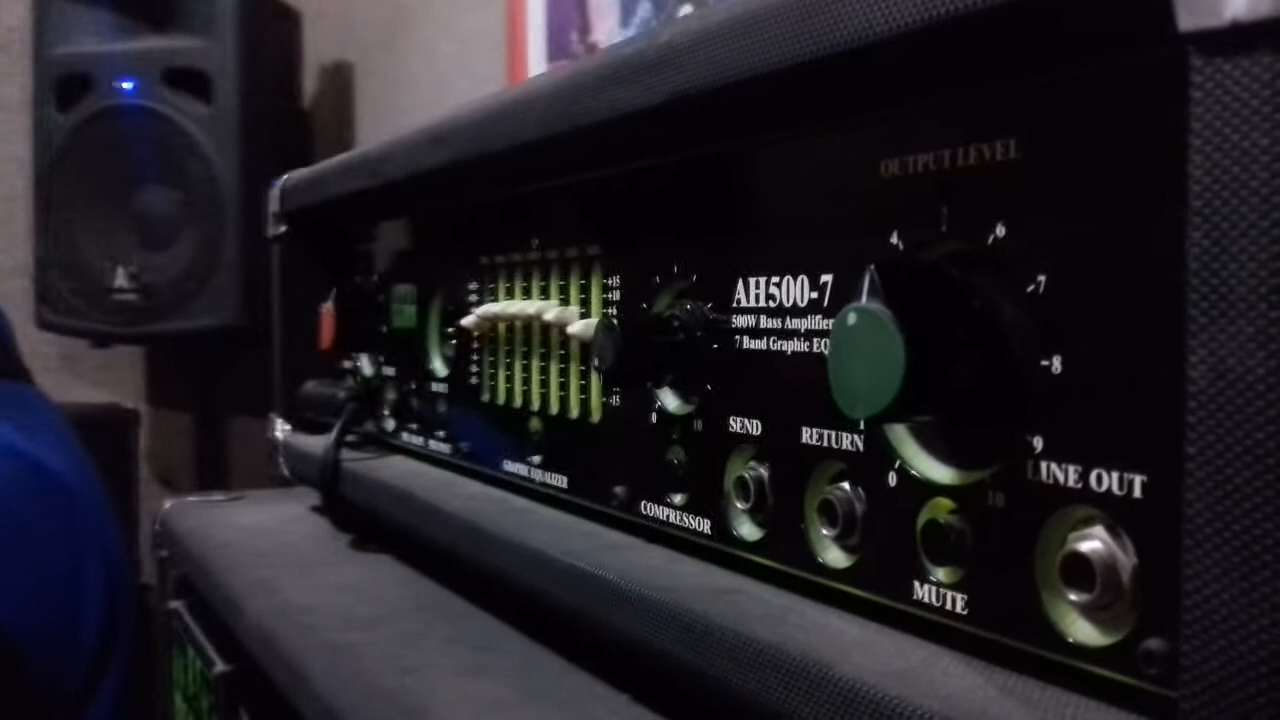 OUTPUT LEVEL
4
6
7
8
9
0
10
+15
+10
-15
AH500-7
500W Bass Amplifier
7 Band Graphic EQ
0
10
SEND
RETURN
LINE OUT
GRAPHIC EQUALIZER
COMPRESSOR
MUTE